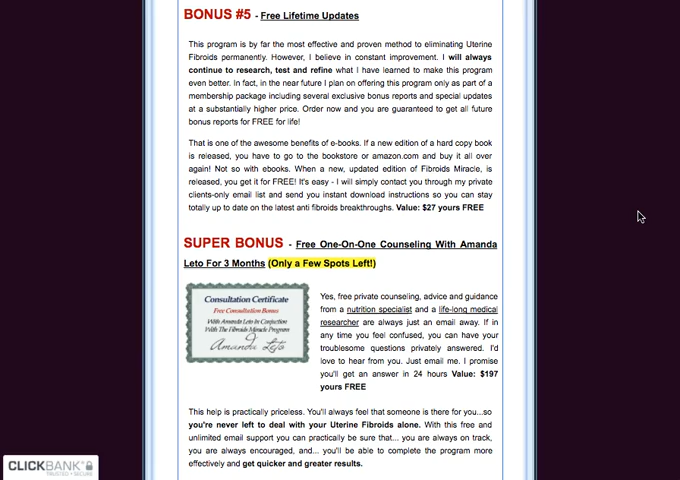 BONUS #5 - Free Lifetime Updates
This program is by far the most effective and proven method to eliminating Uterine
Fibroids permanently. However, I believe in constant improvement. I will always
continue to research, test and refine what I have learned to make this program
even better. In fact, in the near future I plan on offering this program only as part of a
membership package including several exclusive bonus reports and special updates
at a substantially higher price. Order now and you are guaranteed to get all future
bonus reports for FREE for life!
That is one of the awesome benefits of e-books. If a new edition of a hard copy book
is released, you have to go to the bookstore or amazon.com and buy it all over
again! Not so with ebooks. When a new, updated edition of Fibroids Miracle, is
released, you get it for FREE! It's easy - I will simply contact you through my private
clients-only email list and send you instant download instructions so you can stay
totally up to date on the latest anti fibroids breakthroughs. Value: $27 yours FREE
SUPER BONUS - Free One-On-One Counseling With Amanda
Leto For 3 Months (Only a Few Spots Left!)
Consultation Certificate
Free Consultation Bonus
With Amanda Leto In Conjuction
With The Fibroids Miracle Program
Amanda Leto
Yes, free private counseling, advice and guidance
from a nutrition specialist and a life-long medical
researcher are always just an email away. If in
any time you feel confused, you can have your
troublesome questions privately answered. I'd
love to hear from you. Just email me. I promise
you'll get an answer in 24 hours Value: $197
yours FREE
This help is practically priceless. You'll always feel that someone is there for you...so
you're never left to deal with your Uterine Fibroids alone. With this free and
unlimited email support you can practically be sure that... you are always on track,
you are always encouraged, and... you'll be able to complete the program more
effectively and get quicker and greater results.
CLICKBANK
TRUSTED • SECURE